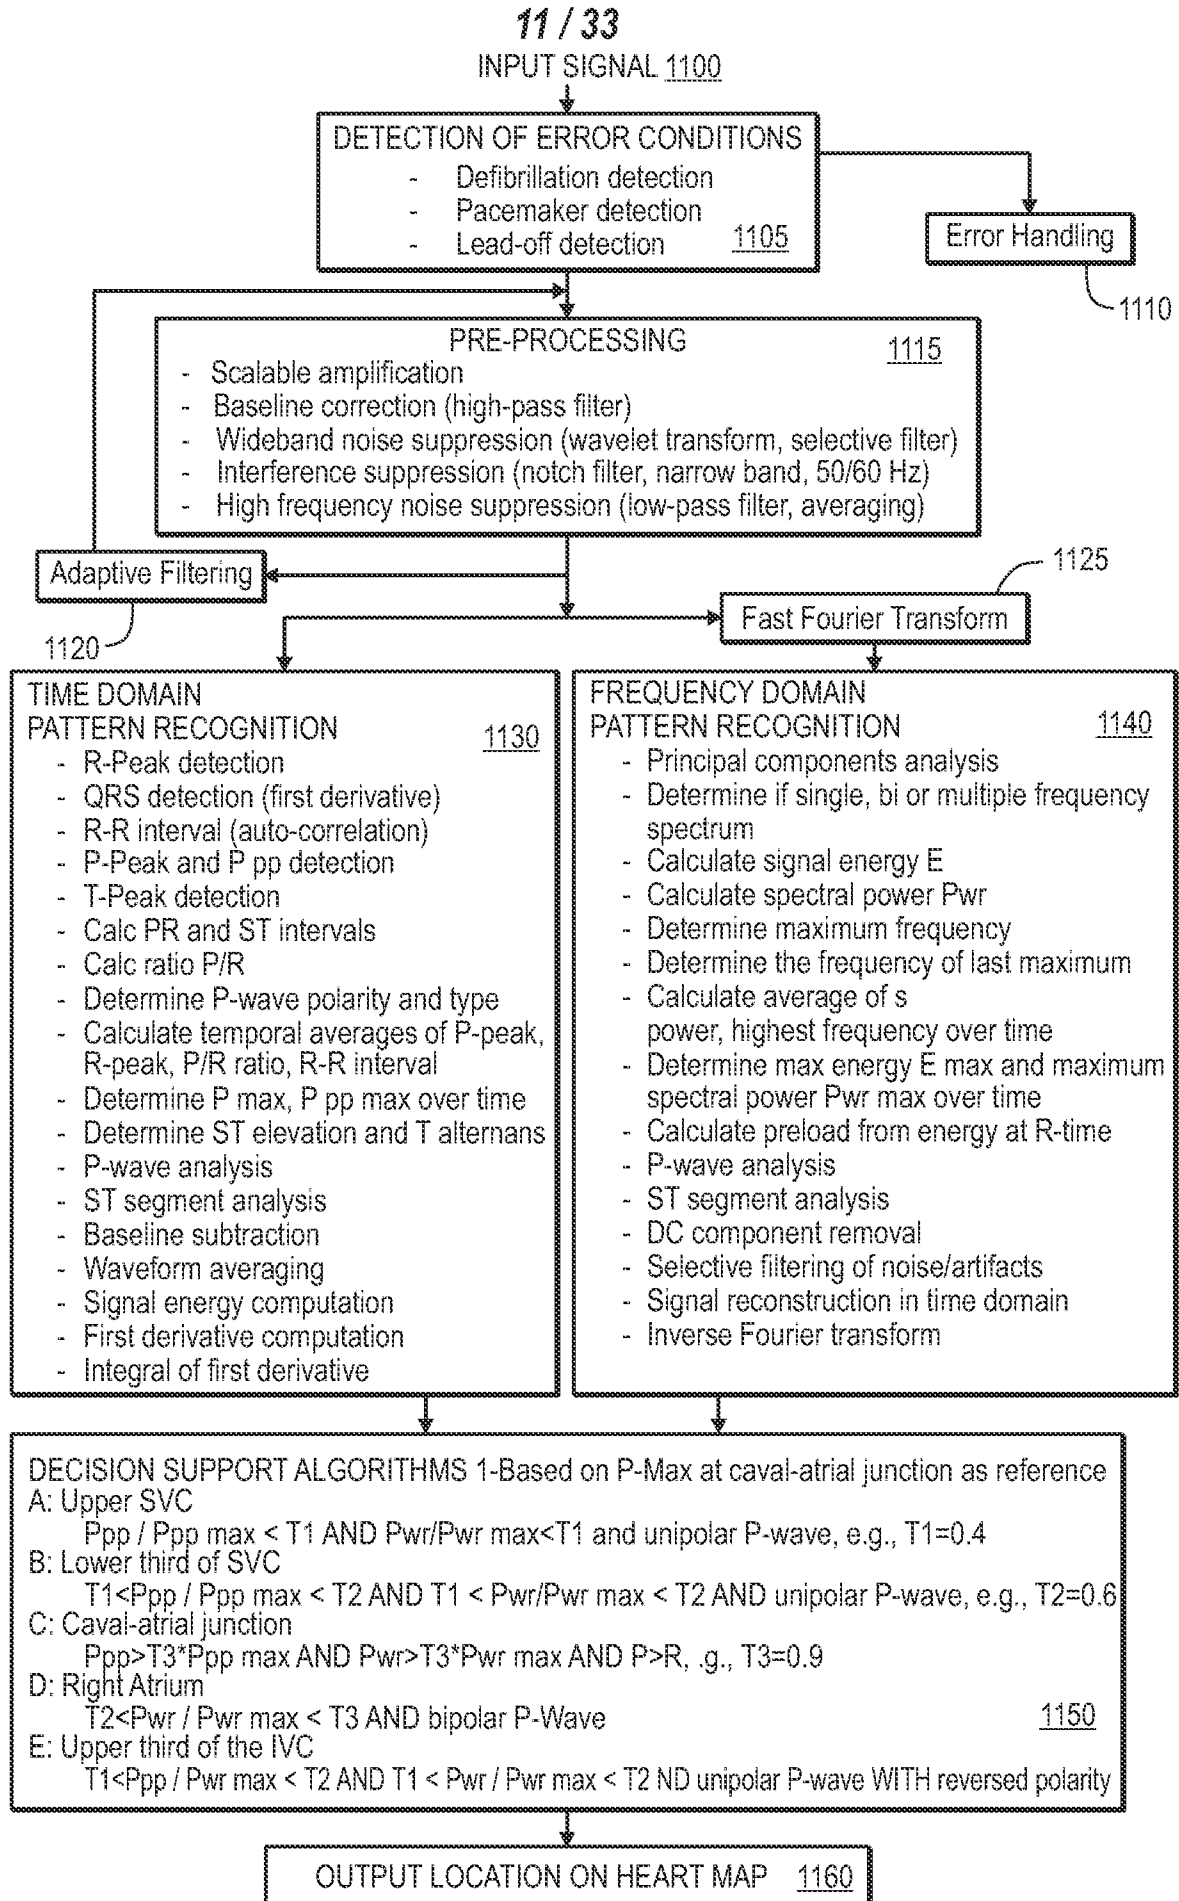 11 / 33
INPUT SIGNAL 1100
DETECTION OF ERROR CONDITIONS
- Defibrillation detection
- Pacemaker detection
- Lead-off detection 1105
Error Handling
1110
PRE-PROCESSING 1115
- Scalable amplification
- Baseline correction (high-pass filter)
- Wideband noise suppression (wavelet transform, selective filter)
- Interference suppression (notch filter, narrow band, 50/60 Hz)
- High frequency noise suppression (low-pass filter, averaging)
Adaptive Filtering
1120
1125
Fast Fourier Transform
TIME DOMAIN
PATTERN RECOGNITION 1130
- R-Peak detection
- QRS detection (first derivative)
- R-R interval (auto-correlation)
- P-Peak and P pp detection
- T-Peak detection
- Calc PR and ST intervals
- Calc ratio P/R
- Determine P-wave polarity and type
- Calculate temporal averages of P-peak,
R-peak, P/R ratio, R-R interval
- Determine P max, P pp max over time
- Determine ST elevation and T alternans
- P-wave analysis
- ST segment analysis
- Baseline subtraction
- Waveform averaging
- Signal energy computation
- First derivative computation
- Integral of first derivative
FREQUENCY DOMAIN
PATTERN RECOGNITION 1140
- Principal components analysis
- Determine if single, bi or multiple frequency
spectrum
- Calculate signal energy E
- Calculate spectral power Pwr
- Determine maximum frequency
- Determine the frequency of last maximum
- Calculate average of s
power, highest frequency over time
- Determine max energy E max and maximum
spectral power Pwr max over time
- Calculate preload from energy at R-time
- P-wave analysis
- ST segment analysis
- DC component removal
- Selective filtering of noise/artifacts
- Signal reconstruction in time domain
- Inverse Fourier transform
DECISION SUPPORT ALGORITHMS 1-Based on P-Max at caval-atrial junction as reference
A: Upper SVC
Ppp / Ppp max < T1 AND Pwr/Pwr max<T1 and unipolar P-wave, e.g., T1=0.4
B: Lower third of SVC
T1<Ppp / Ppp max < T2 AND T1 < Pwr/Pwr max < T2 AND unipolar P-wave, e.g., T2=0.6
C: Caval-atrial junction
Ppp>T3*Ppp max AND Pwr>T3*Pwr max AND P>R, .g., T3=0.9
D: Right Atrium
T2<Pwr / Pwr max < T3 AND bipolar P-Wave 1150
E: Upper third of the IVC
T1<Ppp / Pwr max < T2 AND T1 < Pwr / Pwr max < T2 ND unipolar P-wave WITH reversed polarity
OUTPUT LOCATION ON HEART MAP 1160